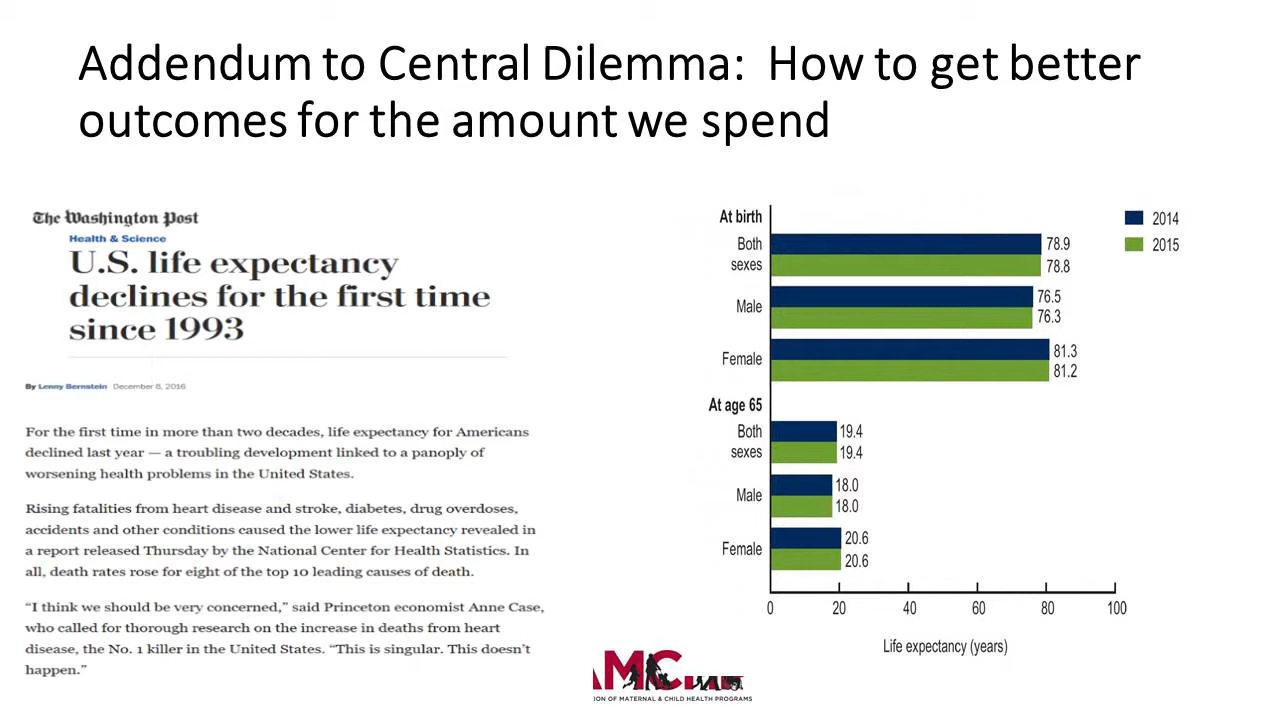 Addendum to Central Dilemma: How to get better
outcomes for the amount we spend
The Washington Post
Health & Science
U.S. life expectancy
declines for the first time
since 1993
By Lenny Bernstein December 8, 2016
For the first time in more than two decades, life expectancy for Americans
declined last year — a troubling development linked to a panoply of
worsening health problems in the United States.
Rising fatalities from heart disease and stroke, diabetes, drug overdoses,
accidents and other conditions caused the lower life expectancy revealed in
a report released Thursday by the National Center for Health Statistics. In
all, death rates rose for eight of the top 10 leading causes of death.
“I think we should be very concerned,” said Princeton economist Anne Case,
who called for thorough research on the increase in deaths from heart
disease, the No. 1 killer in the United States. “This is singular. This doesn’t
happen.”
2014
2015
At birth
Both
sexes
78.9
78.8
Male
76.5
76.3
Female
81.3
81.2
At age 65
Both
sexes
19.4
19.4
Male
18.0
18.0
Female
20.6
20.6
0 20 40 60 80 100
Life expectancy (years)
AMC
ION OF MATERNAL & CHILD HEALTH PROGRAMS